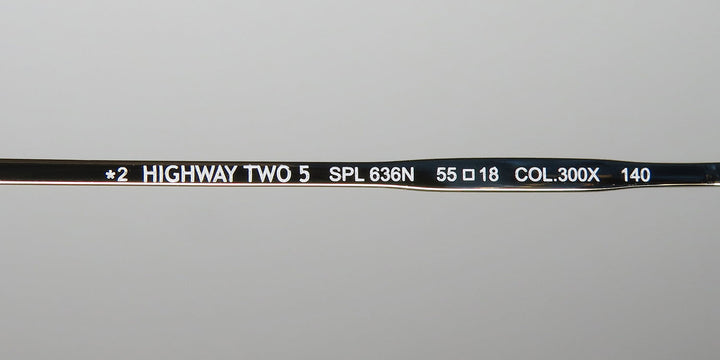 *2 HIGHWAY TWO 5 SPL 636N 55□18 COL.300X 140